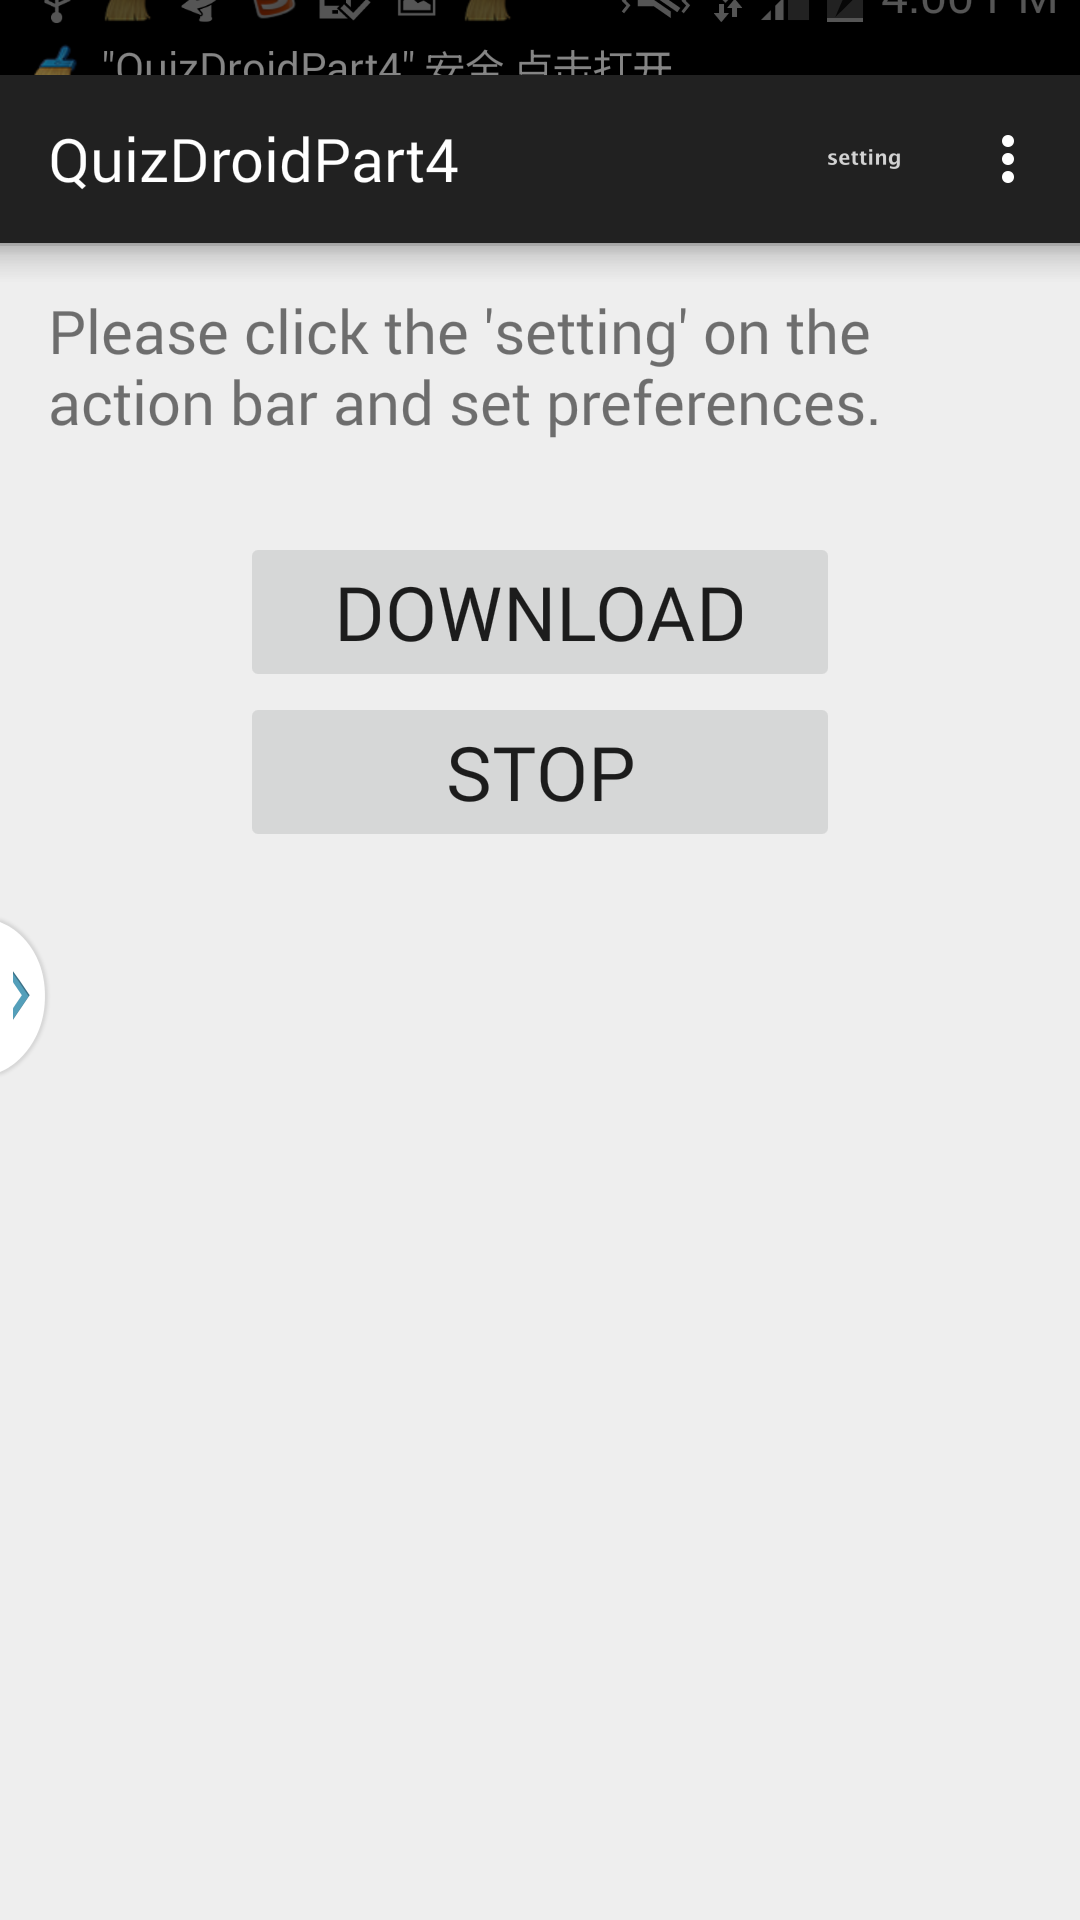 4:00 PM
"QuizDroidPart4" 安全 点击打开
QuizDroidPart4
setting
Please click the 'setting' on the
action bar and set preferences.
DOWNLOAD
STOP